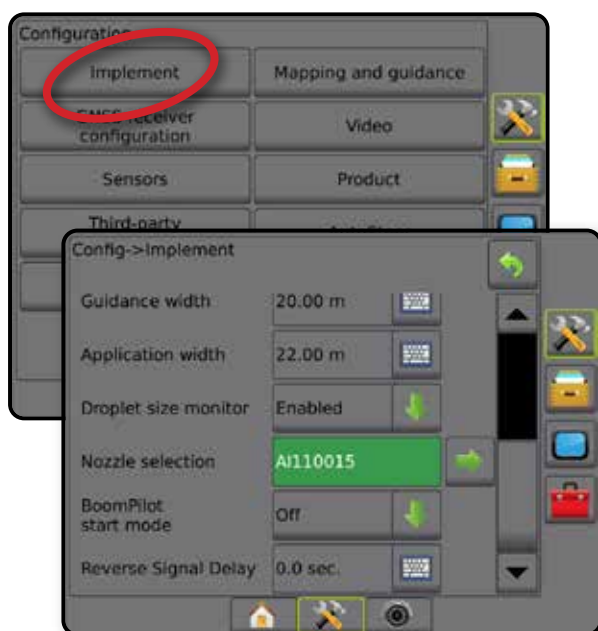 Configuration
Implement
Mapping and guidance
GNSS receiver
configuration
Video
Sensors
Product
Third-party
Config->Implement
Guidance width
20.00 m
Application width
22.00 m
Droplet size monitor
Enabled
Nozzle selection
AI110015
BoomPilot
start mode
Off
Reverse Signal Delay
0.0 sec.